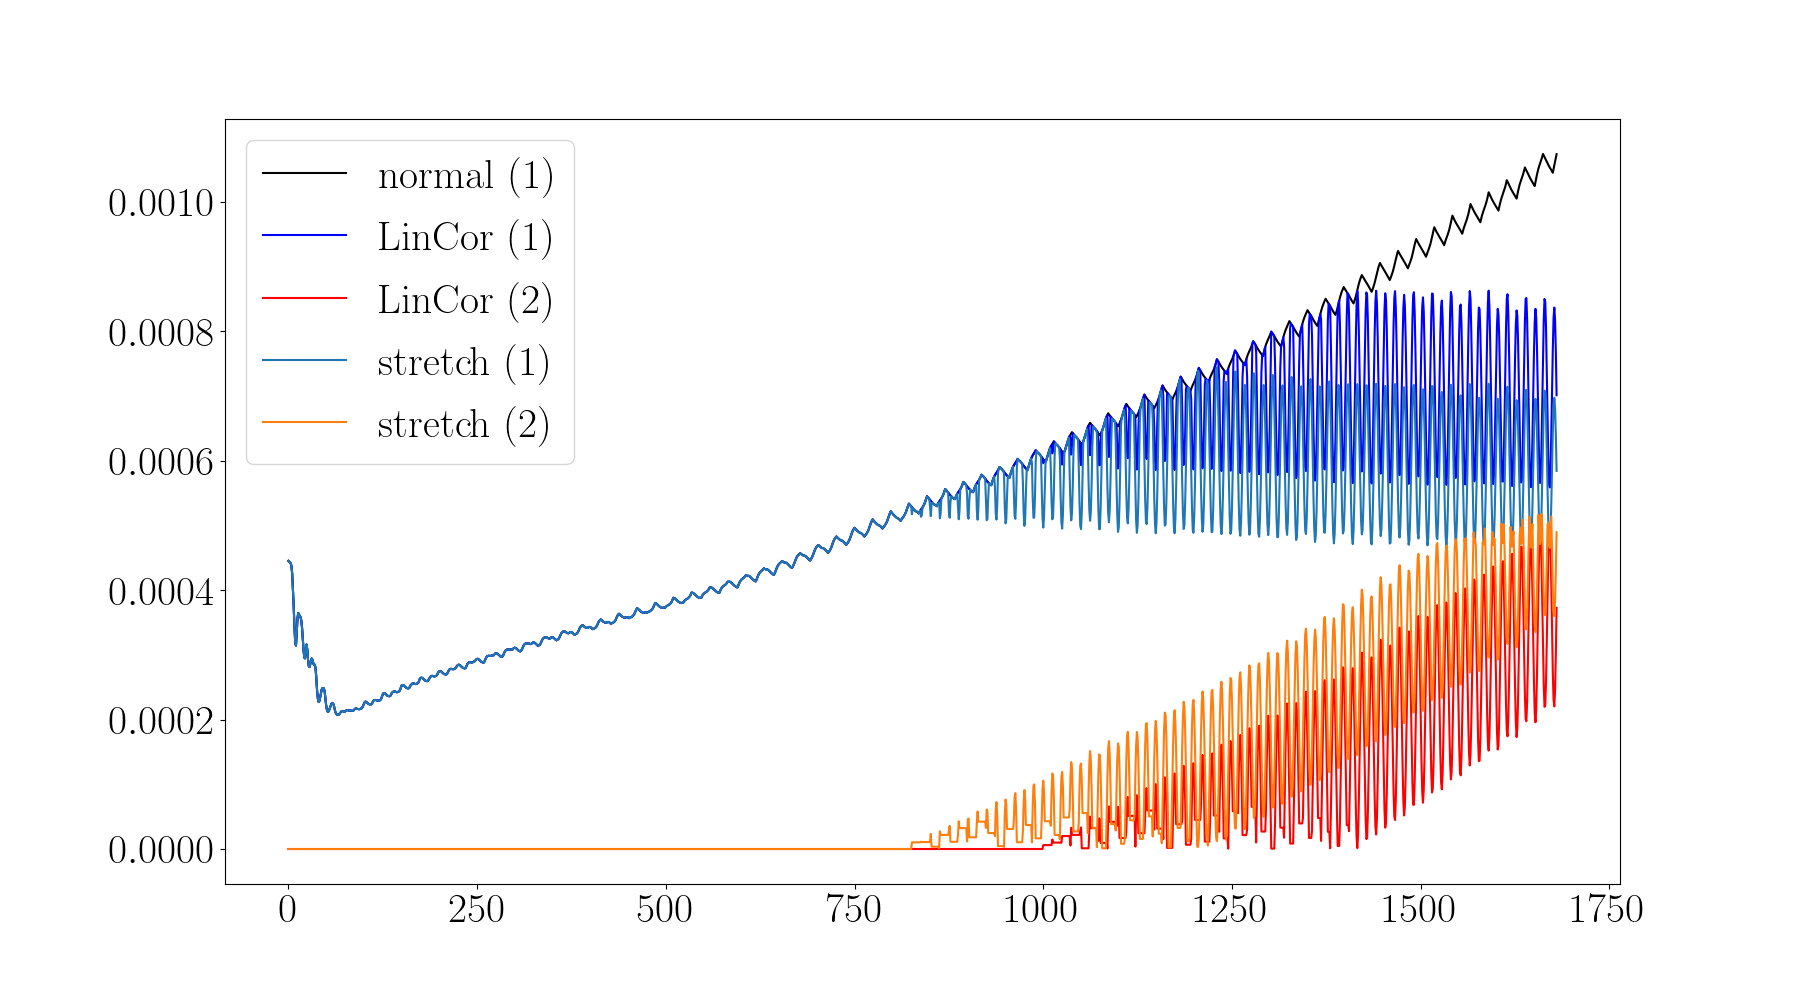 normal (1)
LinCor (1)
LinCor (2)
stretch (1)
stretch (2)
0.0010
0.0008
0.0006
0.0004
0.0002
0.0000
0 250 500 750 1000 1250 1500 1750